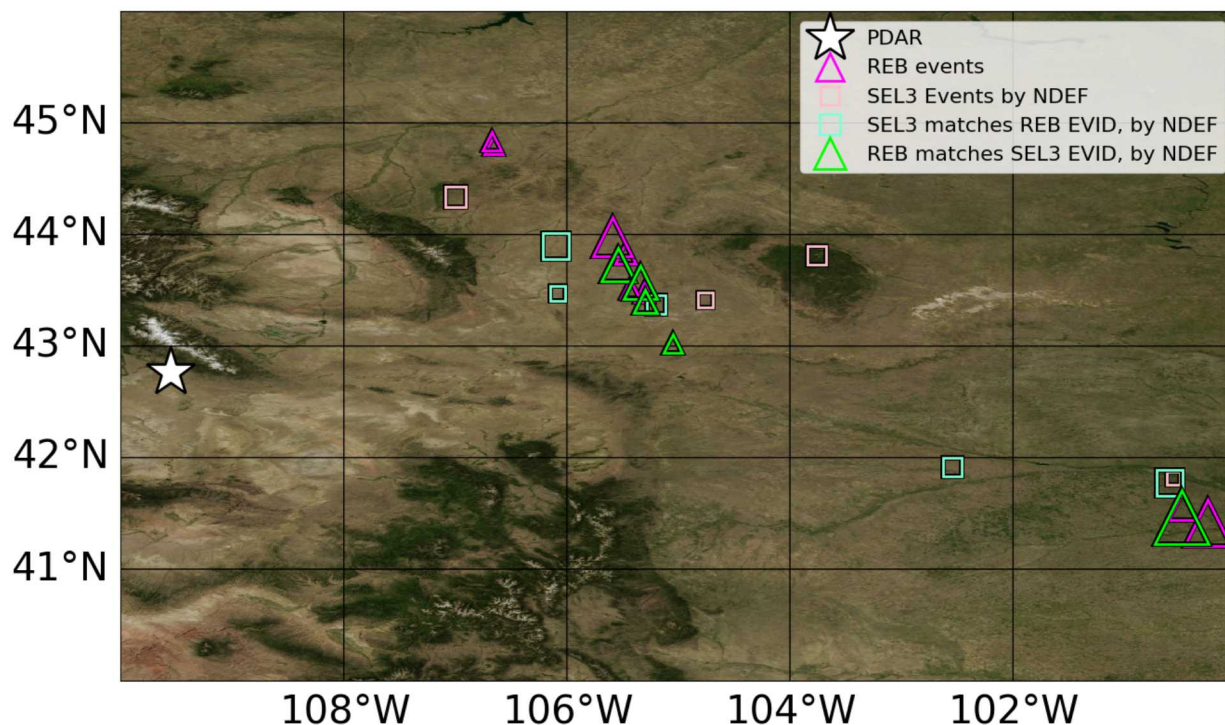 PDAR
REB events
SEL3 Events by NDEF
SEL3 matches REB EVID, by NDEF
REB matches SEL3 EVID, by NDEF
45°N
44°N
43°N
42°N
41°N
108°W 106°W 104°W 102°W